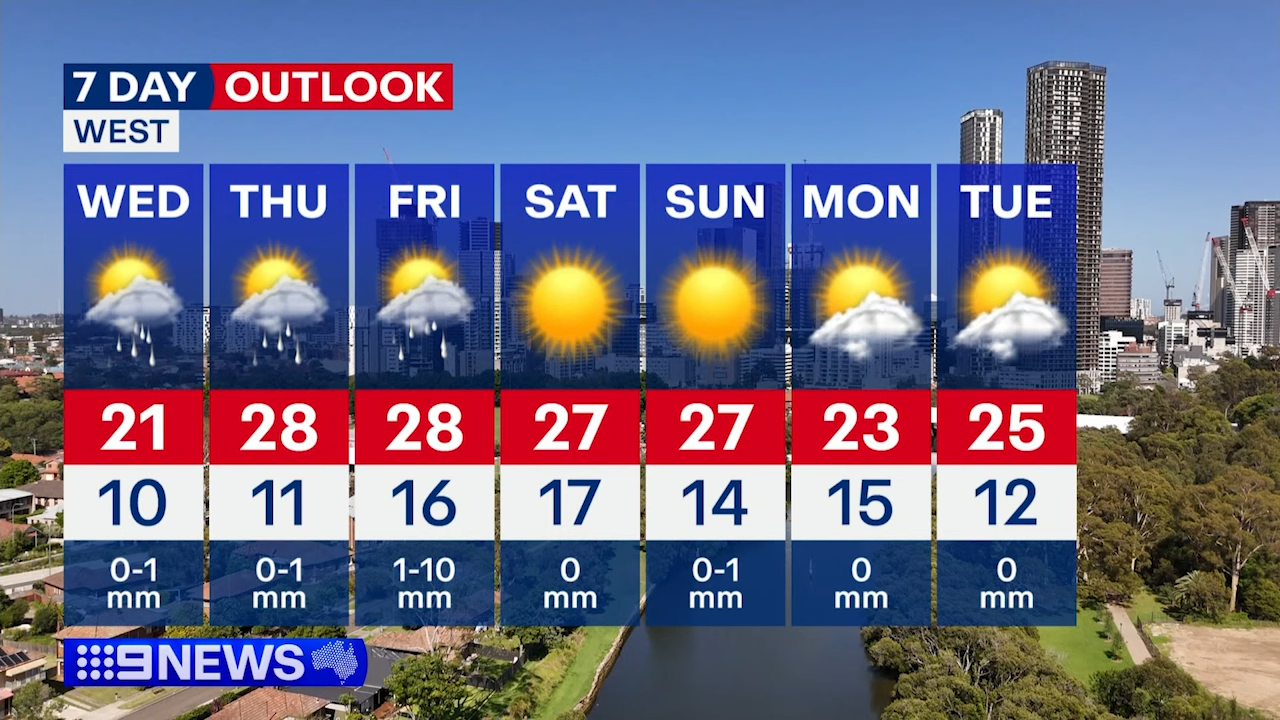 7 DAY OUTLOOK
WEST
WED THU FRI SAT SUN MON TUE
21 28 28 27 27 23 25
10 11 16 17 14 15 12
0-1 0-1 1-10 0 0-1 0 0
mm mm mm mm mm mm mm
9NEWS